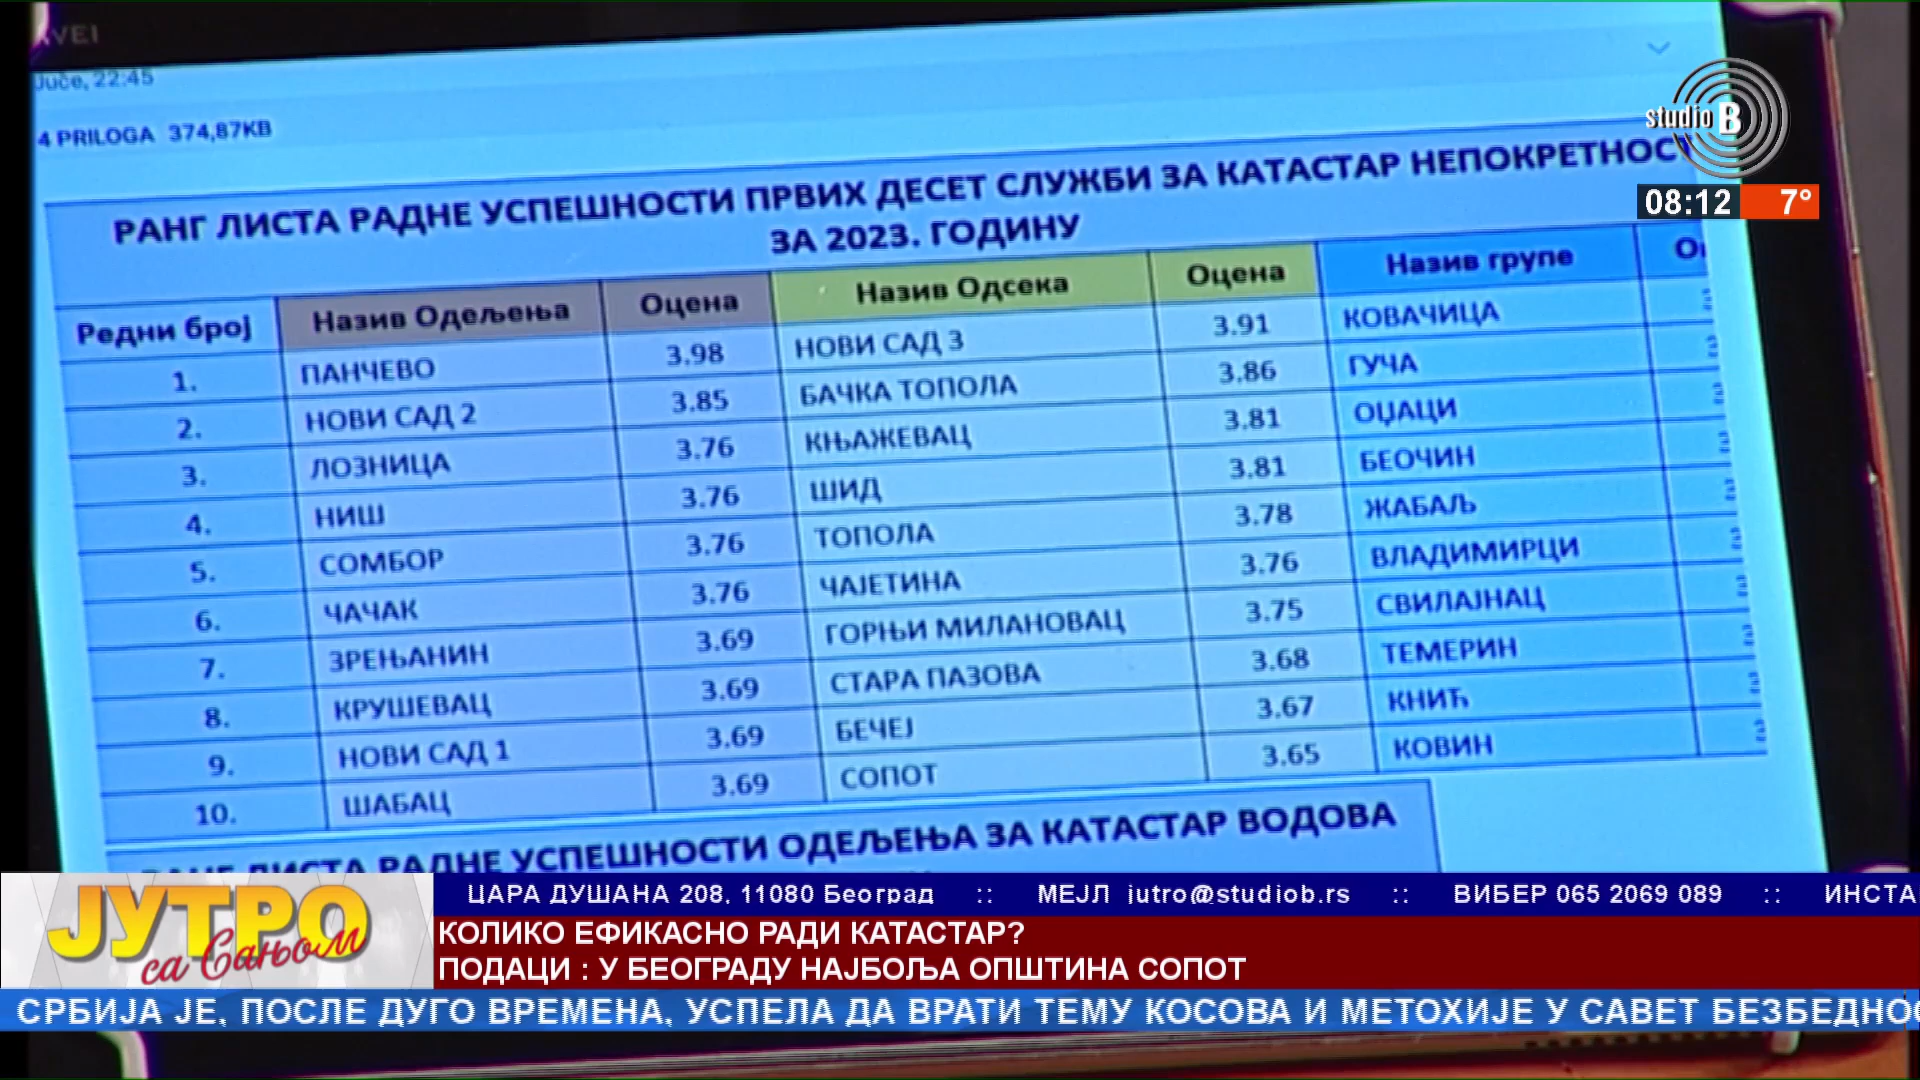 Juče, 22:45
4 PRILOGA 374,87KB
studio B
08:12 7°
РАНГ ЛИСТА РАДНЕ УСПЕШНОСТИ ПРВИХ ДЕСЕТ СЛУЖБИ ЗА КАТАСТАР НЕПОКРЕТНОСТ
ЗА 2023. ГОДИНУ
Редни број Назив Одељења Оцена Назив Одсека Оцена Назив групе
1. ПАНЧЕВО 3.98 НОВИ САД 3 3.91 КОВАЧИЦА
2. НОВИ САД 2 3.85 БАЧКА ТОПОЛА 3.86 ГУЧА
3. ЛОЗНИЦА 3.76 КЊАЖЕВАЦ 3.81 ОЏАЦИ
4. НИШ 3.76 ШИД 3.81 БЕОЧИН
5. СОМБОР 3.76 ТОПОЛА 3.78 ЖАБАЉ
6. ЧАЧАК 3.76 ЧАЈЕТИНА 3.76 ВЛАДИМИРЦИ
7. ЗРЕЊАНИН 3.69 ГОРЊИ МИЛАНОВАЦ 3.75 СВИЛАЈНАЦ
8. КРУШЕВАЦ 3.69 СТАРА ПАЗОВА 3.68 ТЕМЕРИН
9. НОВИ САД 1 3.69 БЕЧЕЈ 3.67 КНИЋ
10. ШАБАЦ 3.69 СОПОТ 3.65 КОВИН
РАНГ ЛИСТА РАДНЕ УСПЕШНОСТИ ОДЕЉЕЊА ЗА КАТАСТАР ВОДОВА
ЈУТРО
са Сањом
ЦАРА ДУШАНА 208, 11080 Београд :: МЕЈЛ jutro@studiob.rs :: ВИБЕР 065 2069 089 :: ИНСТА
КОЛИКО ЕФИКАСНО РАДИ КАТАСТАР?
ПОДАЦИ : У БЕОГРАДУ НАЈБОЉА ОПШТИНА СОПОТ
СРБИЈА ЈЕ, ПОСЛЕ ДУГО ВРЕМЕНА, УСПЕЛА ДА ВРАТИ ТЕМУ КОСОВА И МЕТОХИЈЕ У САВЕТ БЕЗБЕДНОС